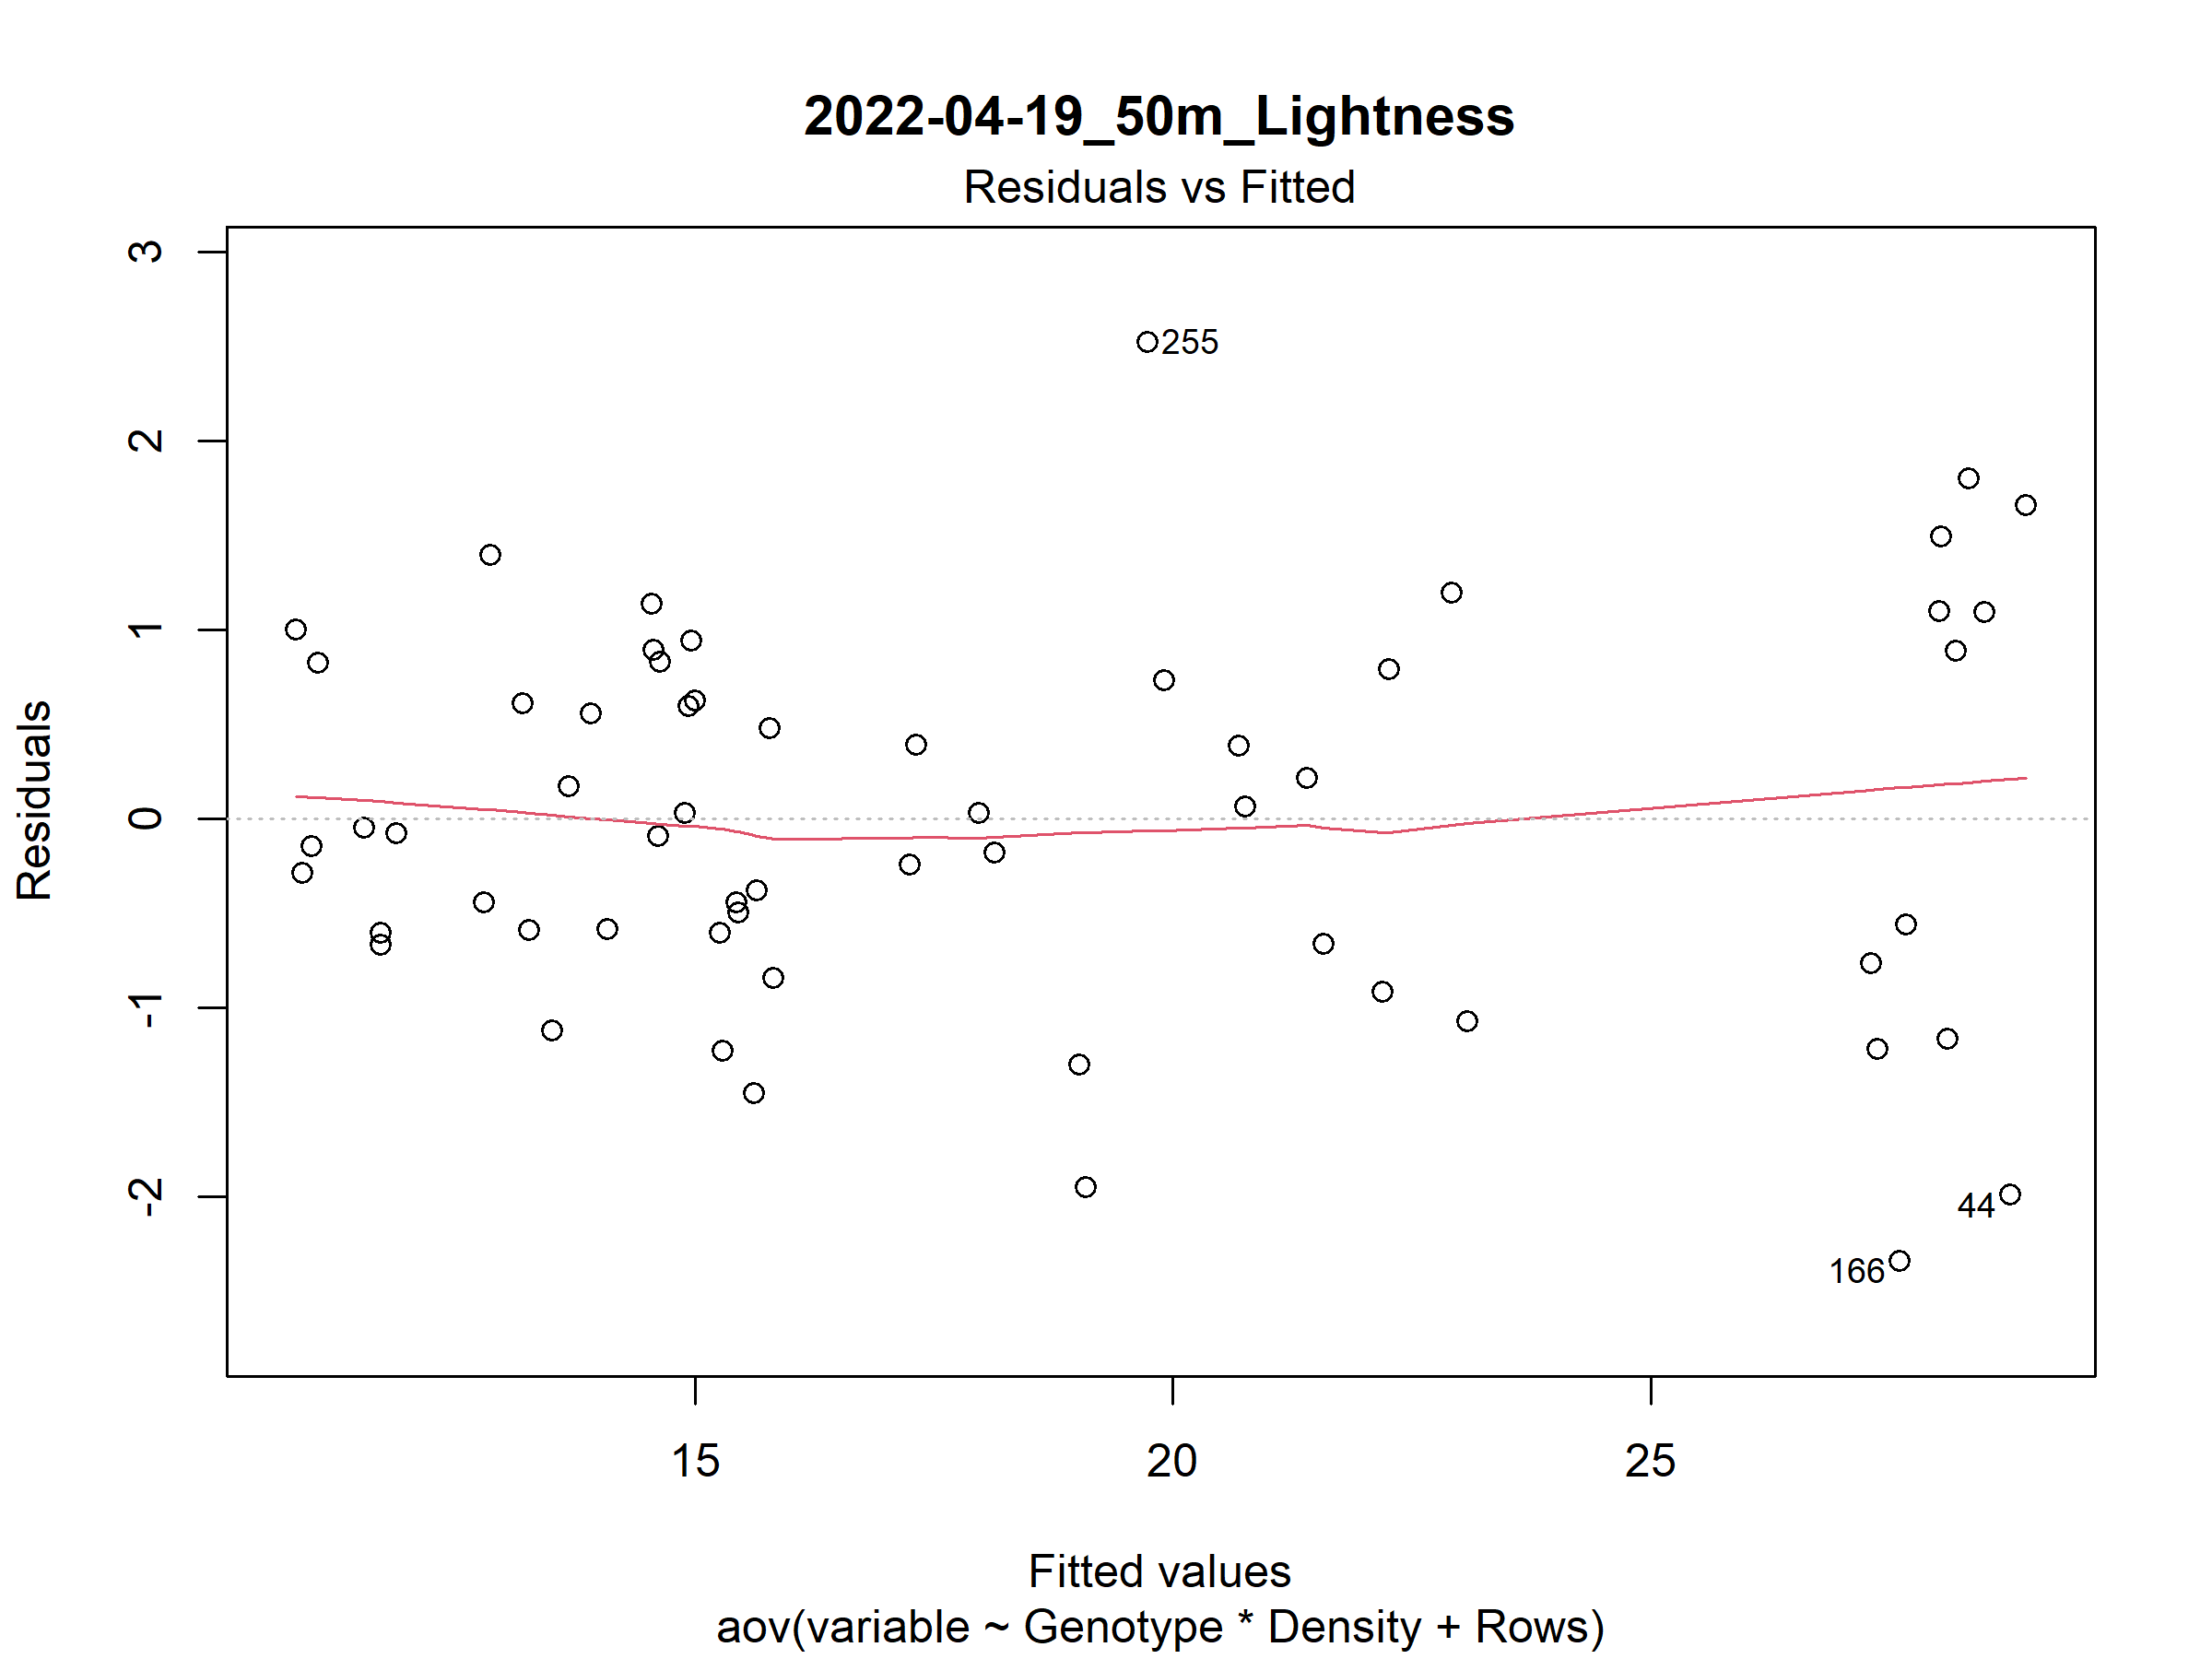 2022-04-19_50m_Lightness
Residuals vs Fitted
3
2
1
0
-1
-2
Residuals
255
44
166
15 20 25
Fitted values
aov(variable ~ Genotype * Density + Rows)